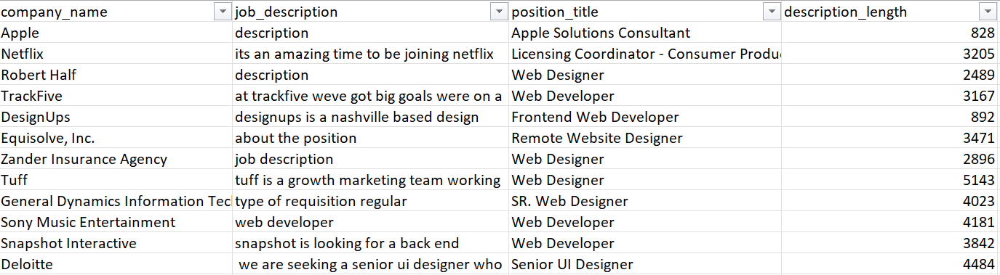 company_name job_description position_title description_length
Apple description Apple Solutions Consultant 828
Netflix its an amazing time to be joining netflix Licensing Coordinator - Consumer Produ 3205
Robert Half description Web Designer 2489
TrackFive at trackfive weve got big goals were on a Web Developer 3167
DesignUps designups is a nashville based design Frontend Web Developer 892
Equisolve, Inc. about the position Remote Website Designer 3471
Zander Insurance Agency job description Web Designer 2896
Tuff tuff is a growth marketing team working Web Designer 5143
General Dynamics Information Tec type of requisition regular SR. Web Designer 4023
Sony Music Entertainment web developer Web Developer 4181
Snapshot Interactive snapshot is looking for a back end Web Developer 3842
Deloitte we are seeking a senior ui designer who Senior UI Designer 4484